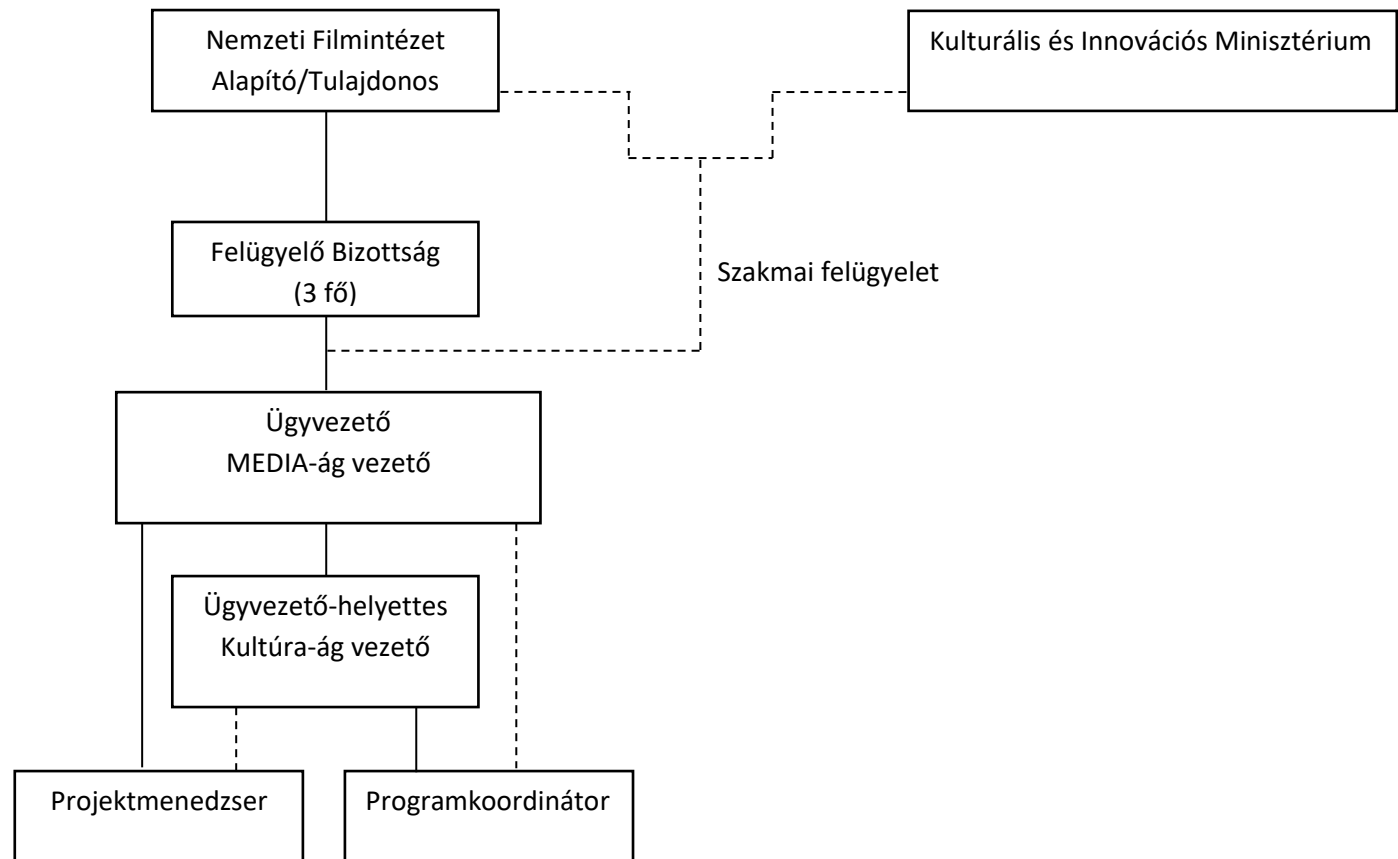 Nemzeti Filmintézet
Alapító/Tulajdonos
Kulturális és Innovációs Minisztérium
Felügyelő Bizottság
(3 fő)
Szakmai felügyelet
Ügyvezető
MEDIA-ág vezető
Ügyvezető-helyettes
Kultúra-ág vezető
Projektmenedzser
Programkoordinátor